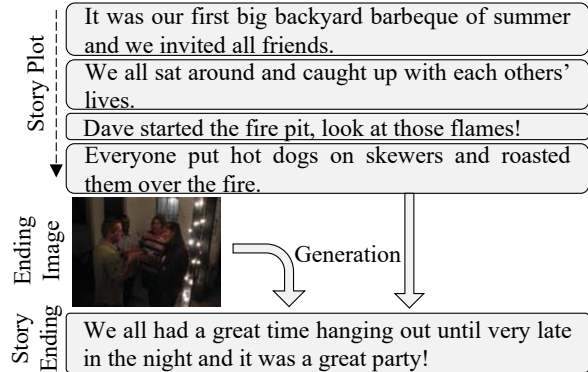 Story Plot
It was our first big backyard barbeque of summer
and we invited all friends.
We all sat around and caught up with each others’
lives.
Dave started the fire pit, look at those flames!
Everyone put hot dogs on skewers and roasted
them over the fire.
Ending
Image
Generation
Story
Ending
We all had a great time hanging out until very late
in the night and it was a great party!